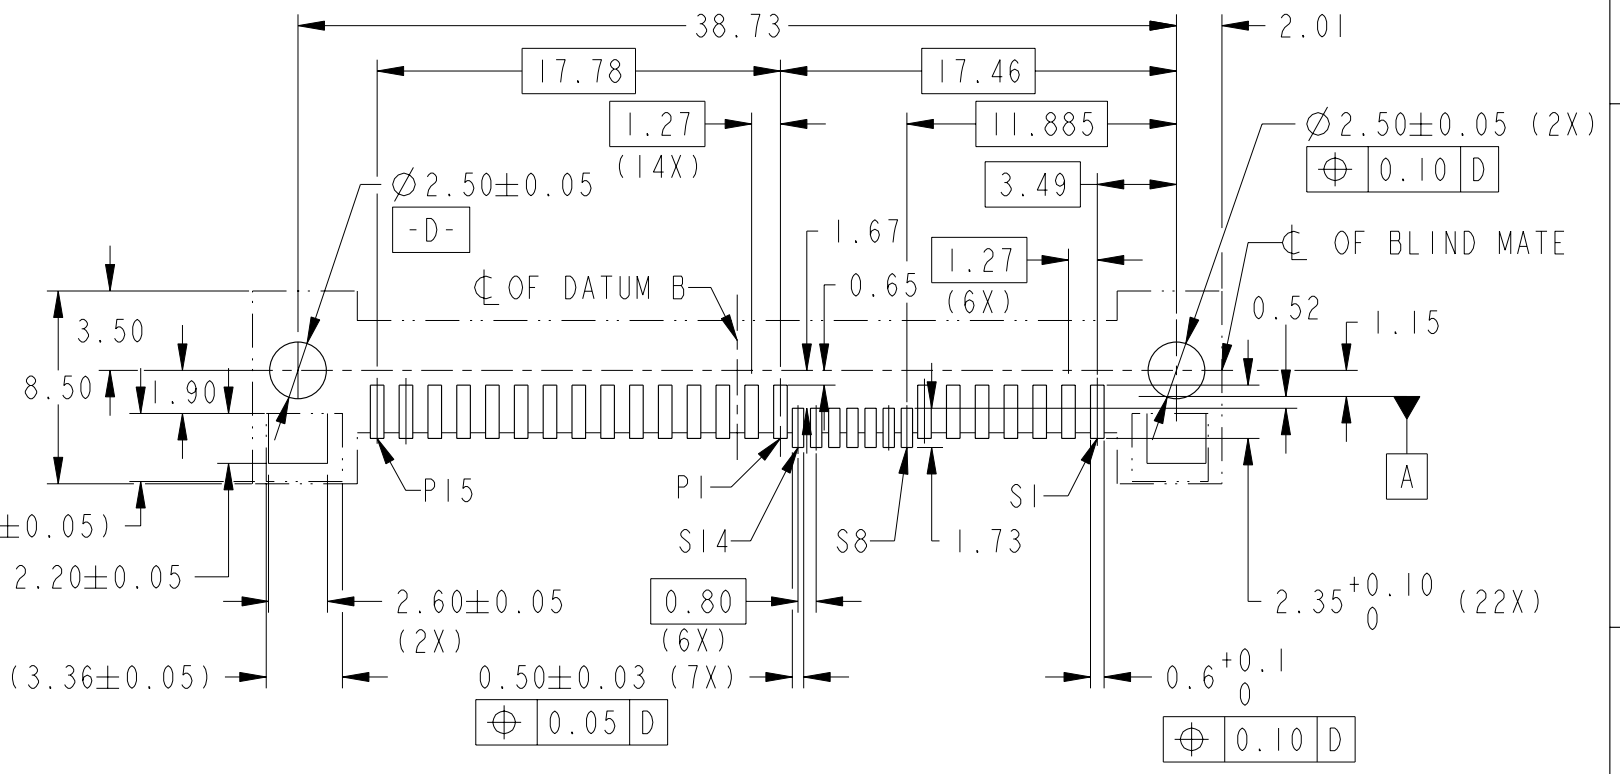 38.73
2.01
17.78
17.46
1.27
(14X)
11.885
⌀2.50±0.05 (2X)
⌖ 0.10 D
⌀2.50±0.05
-D-
3.49
1.67
℄ OF BLIND MATE
1.27
(6X)
℄ OF DATUM B
0.65
0.52
1.15
3.50
8.50
1.90
P15
P1
S1
A
±0.05)
S14
S8
1.73
2.20±0.05
2.60±0.05
(2X)
0.80
(6X)
2.35 +0.10 0 (22X)
(3.36±0.05)
0.50±0.03 (7X)
⌖ 0.05 D
0.6 +0.1 0
⌖ 0.10 D